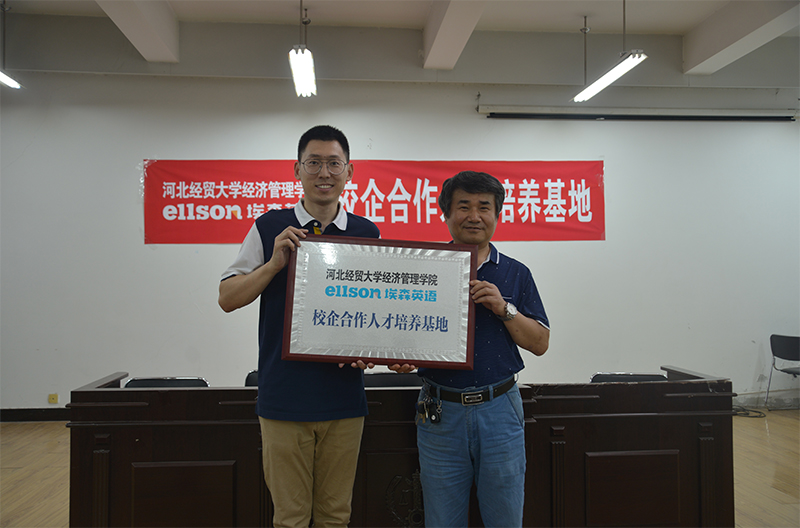 河北经贸大学经济管理学
ellson 埃森
校企合作人 培养基地
河北经贸大学经济管理学院
ellson 埃森英语
校企合作人才培养基地